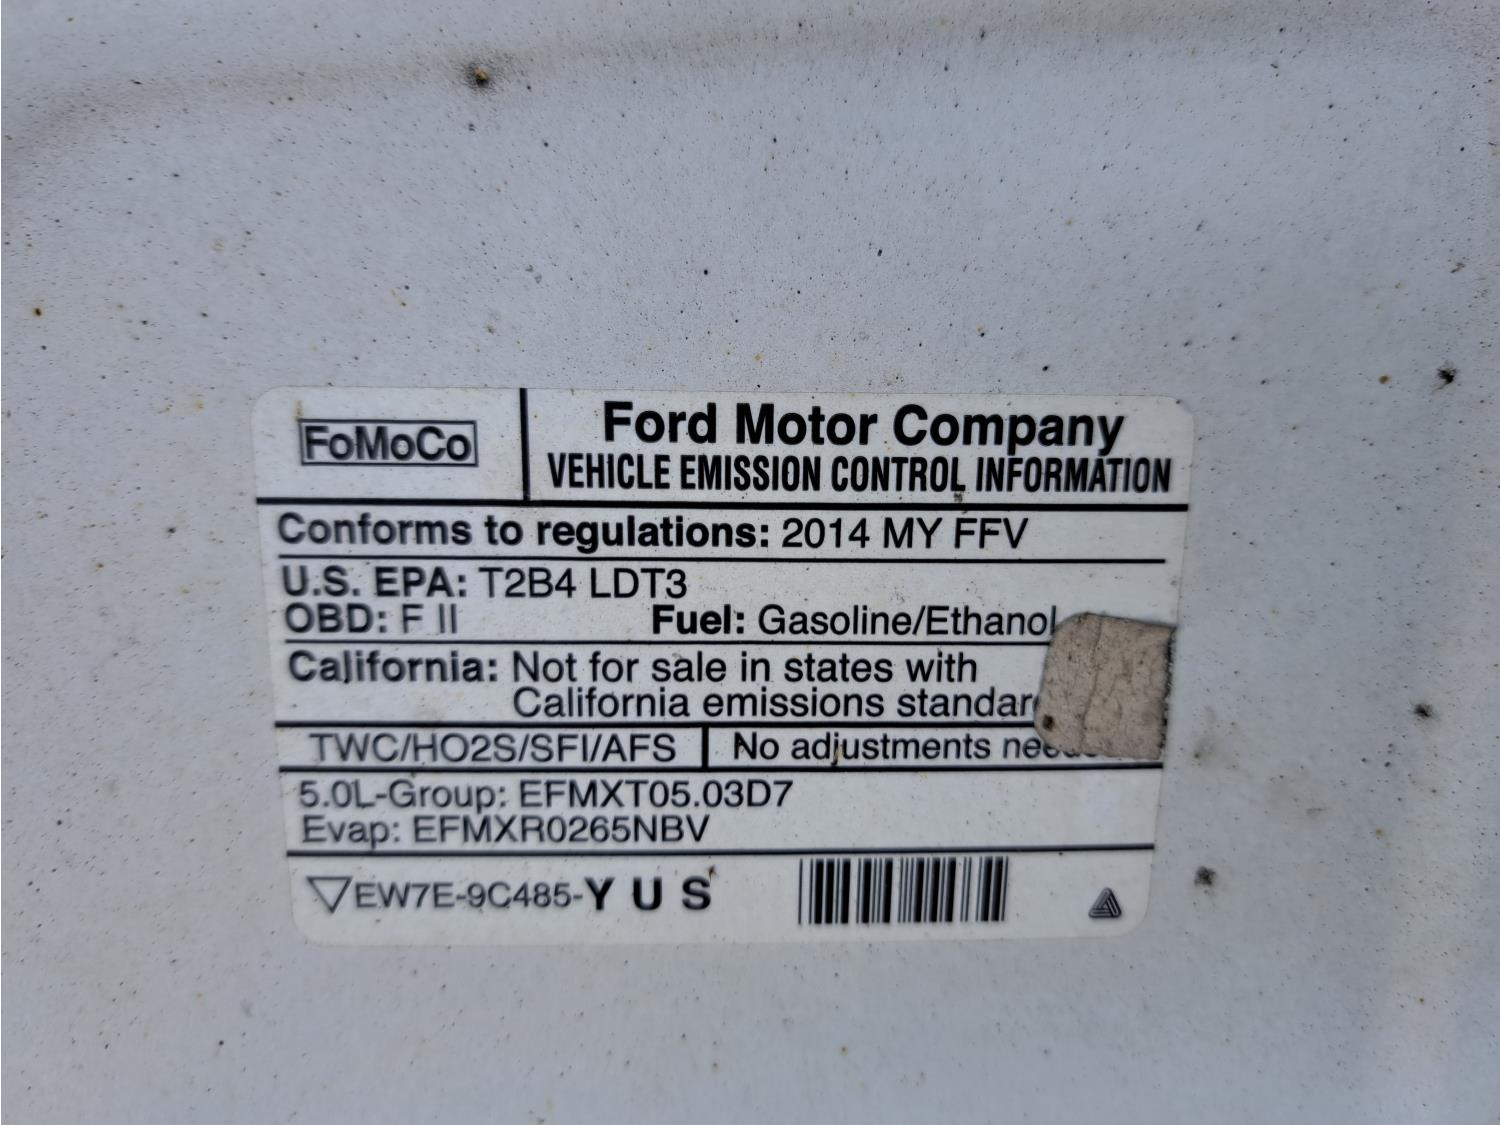 FoMoCo
Ford Motor Company
VEHICLE EMISSION CONTROL INFORMATION
Conforms to regulations: 2014 MY FFV
U.S. EPA: T2B4 LDT3
OBD: F II Fuel: Gasoline/Ethanol
California: Not for sale in states with
California emissions
TWC/HO2S/SFI/AFS No adjustments
5.0L-Group: EFMXT05.03D7
Evap: EFMXR0265NBV
EW7E-9C485-Y U S